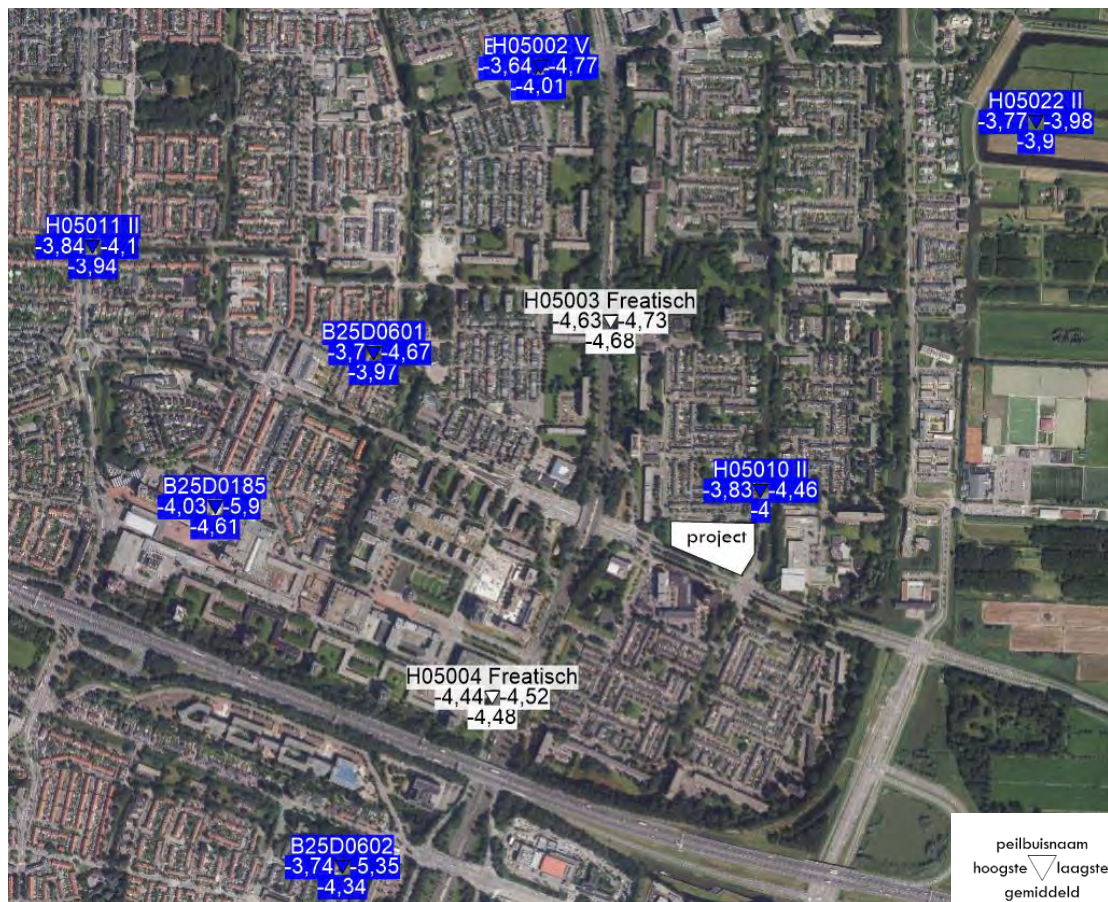 H05002 V
-3,64 -4,77
-4,01
H05022 II
-3,77 -3,98
-3,9
H05011 II
-3,84 -4,1
-3,94
H05003 Freatisch
-4,63 -4,73
-4,68
B25D0601
-3,7 -4,67
-3,97
H05010 II
-3,83 -4,46
-4
B25D0185
-4,03 -5,9
-4,61
project
H05004 Freatisch
-4,44 -4,52
-4,48
B25D0602
-3,74 -5,35
-4,34
peilbuisnaam
hoogste laagste
gemiddeld